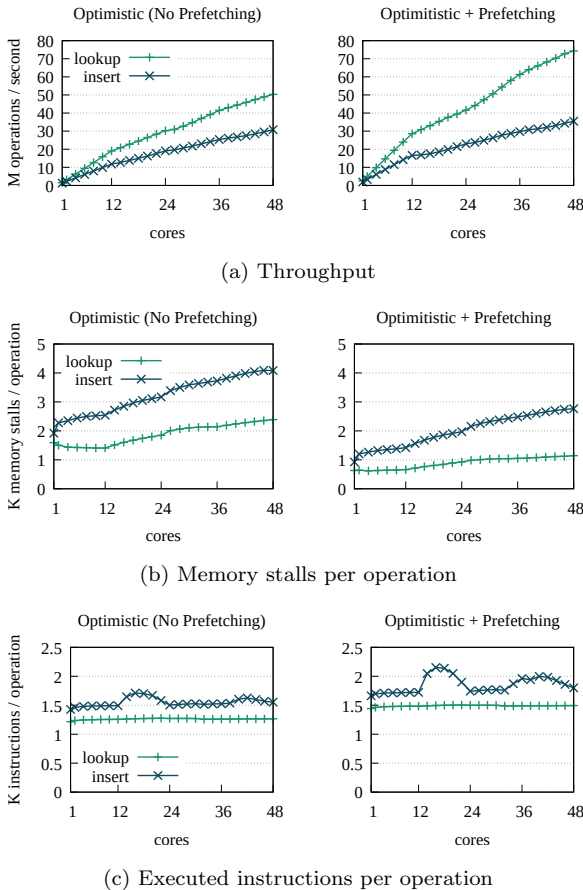 Optimistic (No Prefetching)
Optimitistic + Prefetching
M operations / second
80
70
60
50
40
30
20
10
0
lookup
insert
1 12 24 36 48
cores
80
70
60
50
40
30
20
10
0
1 12 24 36 48
cores
(a) Throughput
Optimistic (No Prefetching)
Optimitistic + Prefetching
K memory stalls / operation
5
4
3
2
1
0
lookup
insert
1 12 24 36 48
cores
5
4
3
2
1
0
1 12 24 36 48
cores
(b) Memory stalls per operation
Optimistic (No Prefetching)
Optimitistic + Prefetching
K instructions / operation
2.5
2
1.5
1
0.5
0
lookup
insert
1 12 24 36 48
cores
2.5
2
1.5
1
0.5
0
1 12 24 36 48
cores
(c) Executed instructions per operation